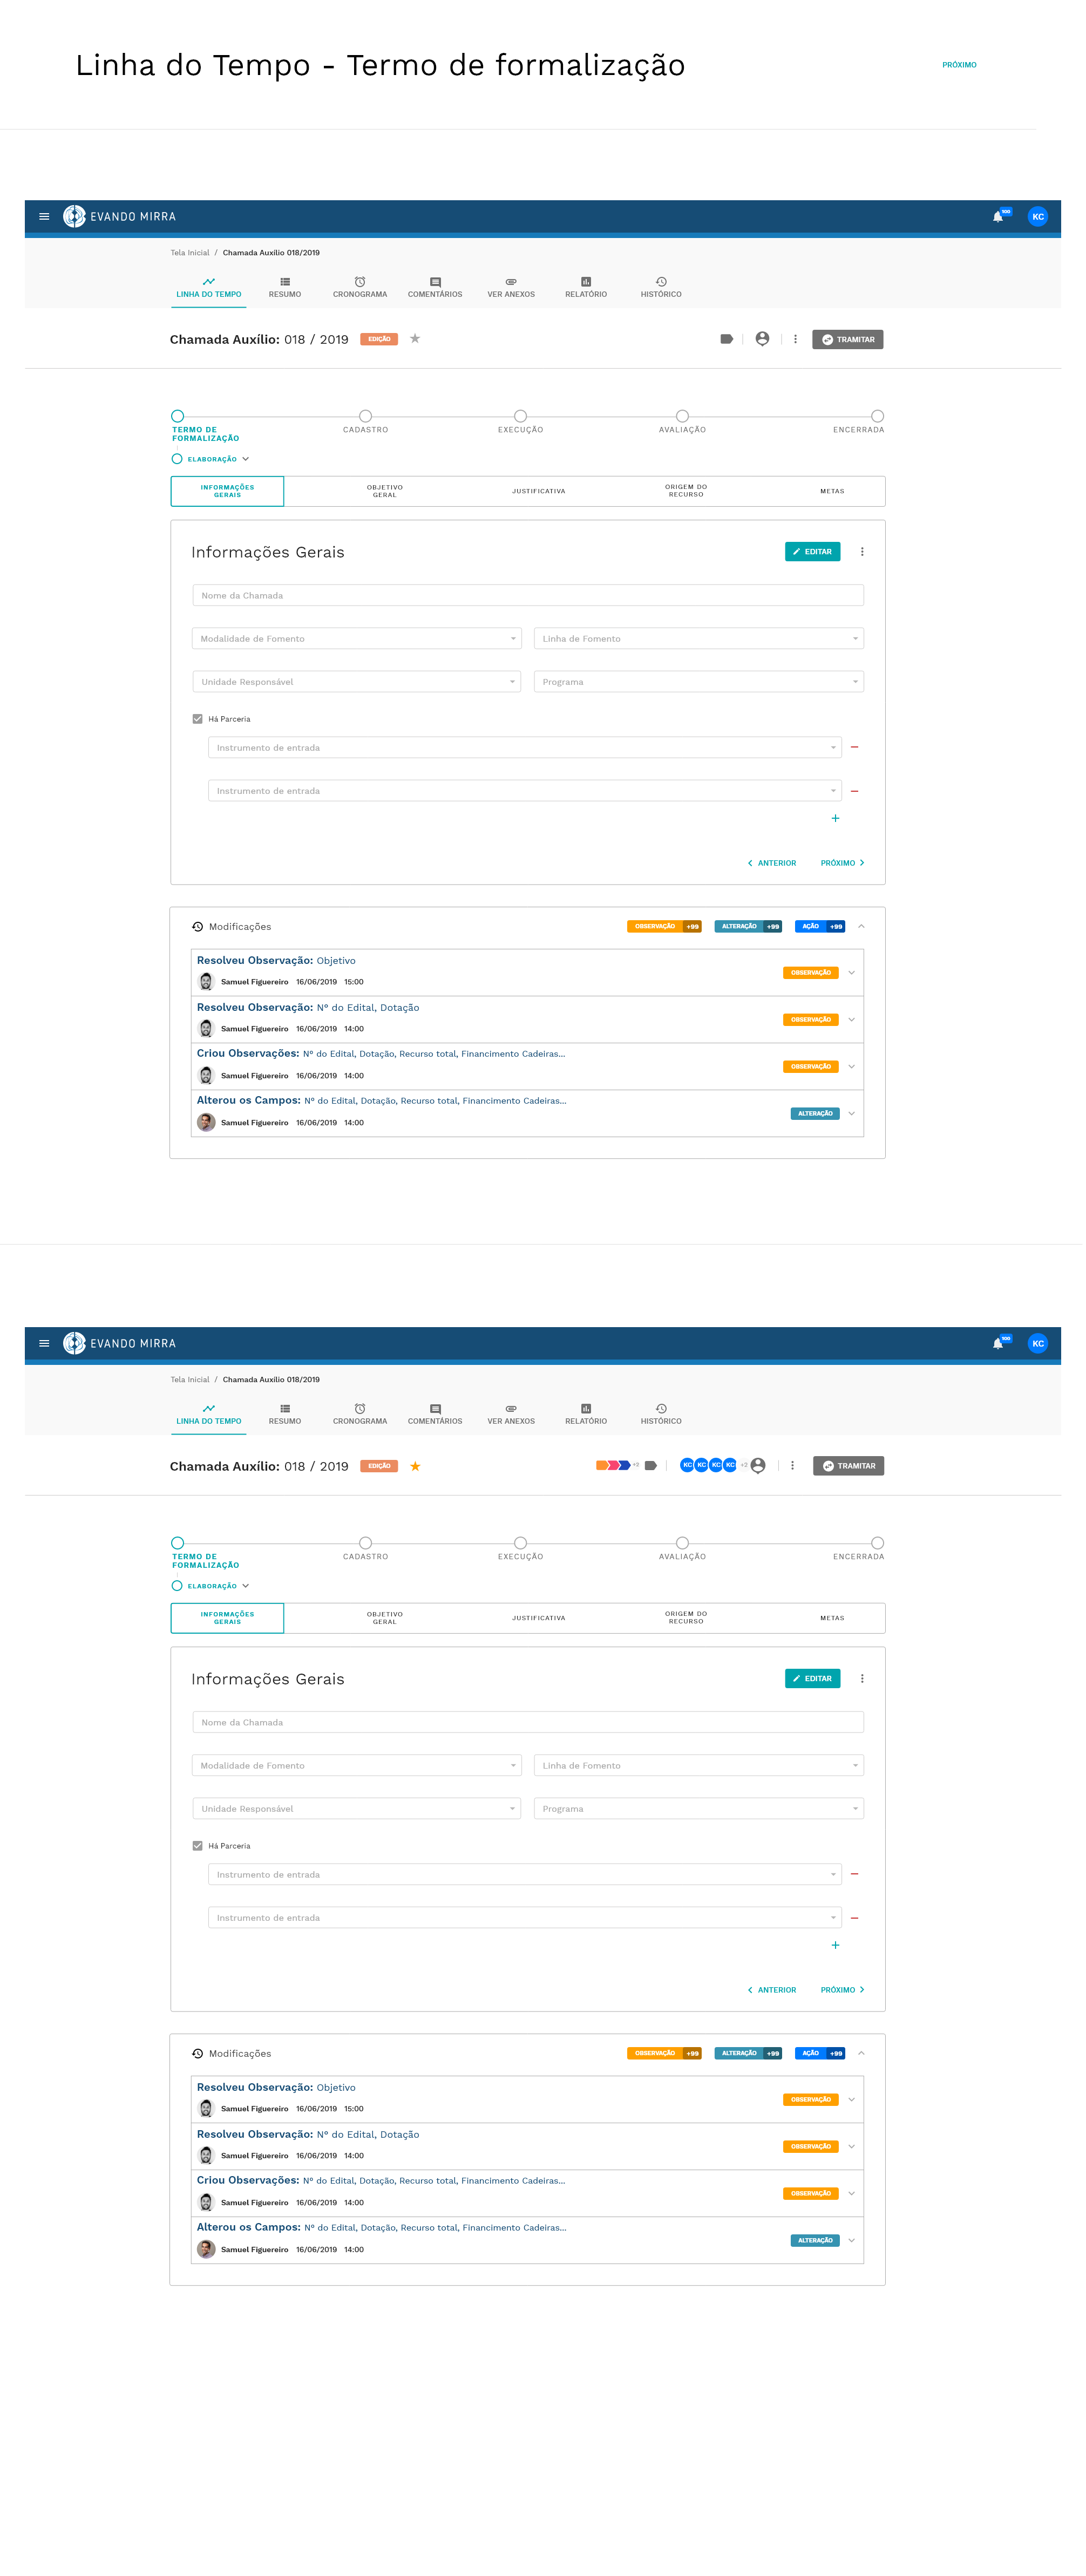 Linha do Tempo - Termo de formalização
PRÓXIMO
EVANDO MIRRA
100
KC
Tela Inicial / Chamada Auxílio 018/2019
LINHA DO TEMPO RESUMO CRONOGRAMA COMENTÁRIOS VER ANEXOS RELATÓRIO HISTÓRICO
Chamada Auxílio: 018 / 2019 EDIÇÃO TRAMITAR
TERMO DE FORMALIZAÇÃO CADASTRO EXECUÇÃO AVALIAÇÃO ENCERRADA
ELABORAÇÃO
INFORMAÇÕES GERAIS OBJETIVO GERAL JUSTIFICATIVA ORIGEM DO RECURSO METAS
Informações Gerais EDITAR
Nome da Chamada
Modalidade de Fomento Linha de Fomento
Unidade Responsável Programa
Há Parceria
Instrumento de entrada
Instrumento de entrada
ANTERIOR PRÓXIMO
Modificações OBSERVAÇÃO +99 ALTERAÇÃO +99 AÇÃO +99
Resolveu Observação: Objetivo
Samuel Figuereiro 16/06/2019 15:00 OBSERVAÇÃO
Resolveu Observação: N° do Edital, Dotação
Samuel Figuereiro 16/06/2019 14:00 OBSERVAÇÃO
Criou Observações: N° do Edital, Dotação, Recurso total, Financimento Cadeiras...
Samuel Figuereiro 16/06/2019 14:00 OBSERVAÇÃO
Alterou os Campos: N° do Edital, Dotação, Recurso total, Financimento Cadeiras...
Samuel Figuereiro 16/06/2019 14:00 ALTERAÇÃO
EVANDO MIRRA
100
KC
Tela Inicial / Chamada Auxílio 018/2019
LINHA DO TEMPO RESUMO CRONOGRAMA COMENTÁRIOS VER ANEXOS RELATÓRIO HISTÓRICO
Chamada Auxílio: 018 / 2019 EDIÇÃO +3 KC KC KC KC +2 TRAMITAR
TERMO DE FORMALIZAÇÃO CADASTRO EXECUÇÃO AVALIAÇÃO ENCERRADA
ELABORAÇÃO
INFORMAÇÕES GERAIS OBJETIVO GERAL JUSTIFICATIVA ORIGEM DO RECURSO METAS
Informações Gerais EDITAR
Nome da Chamada
Modalidade de Fomento Linha de Fomento
Unidade Responsável Programa
Há Parceria
Instrumento de entrada
Instrumento de entrada
ANTERIOR PRÓXIMO
Modificações OBSERVAÇÃO +99 ALTERAÇÃO +99 AÇÃO +99
Resolveu Observação: Objetivo
Samuel Figuereiro 16/06/2019 15:00 OBSERVAÇÃO
Resolveu Observação: N° do Edital, Dotação
Samuel Figuereiro 16/06/2019 14:00 OBSERVAÇÃO
Criou Observações: N° do Edital, Dotação, Recurso total, Financimento Cadeiras...
Samuel Figuereiro 16/06/2019 14:00 OBSERVAÇÃO
Alterou os Campos: N° do Edital, Dotação, Recurso total, Financimento Cadeiras...
Samuel Figuereiro 16/06/2019 14:00 ALTERAÇÃO